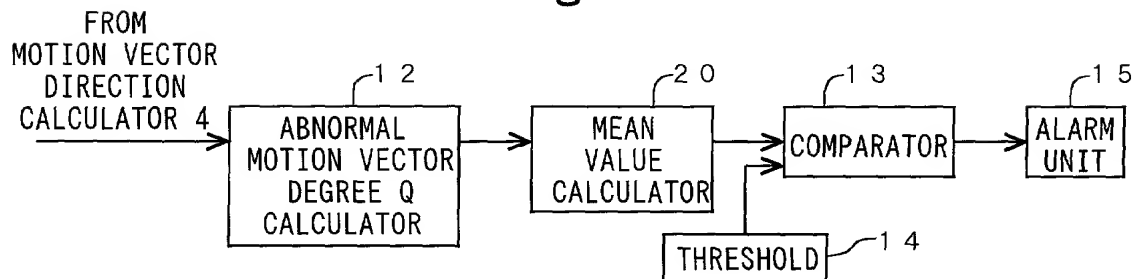 FROM
MOTION VECTOR
DIRECTION
CALCULATOR 4
12
ABNORMAL
MOTION VECTOR
DEGREE Q
CALCULATOR
20
MEAN
VALUE
CALCULATOR
13
COMPARATOR
15
ALARM
UNIT
THRESHOLD
14